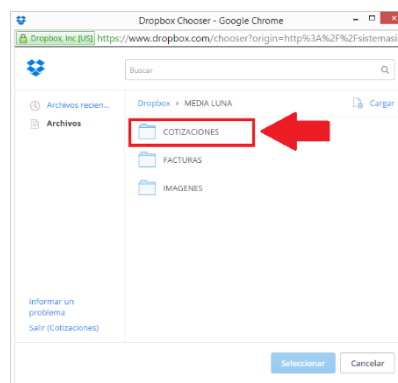 Dropbox Chooser - Google Chrome
Dropbox, Inc [US] https://www.dropbox.com/chooser?origin=http%3A%2F%2Fsistemasi
Buscar
Archivos recien...
Dropbox › MEDIA LUNA
Cargar
Archivos
COTIZACIONES
FACTURAS
IMAGENES
Informar un
problema
Salir (Cotizaciones)
Seleccionar
Cancelar